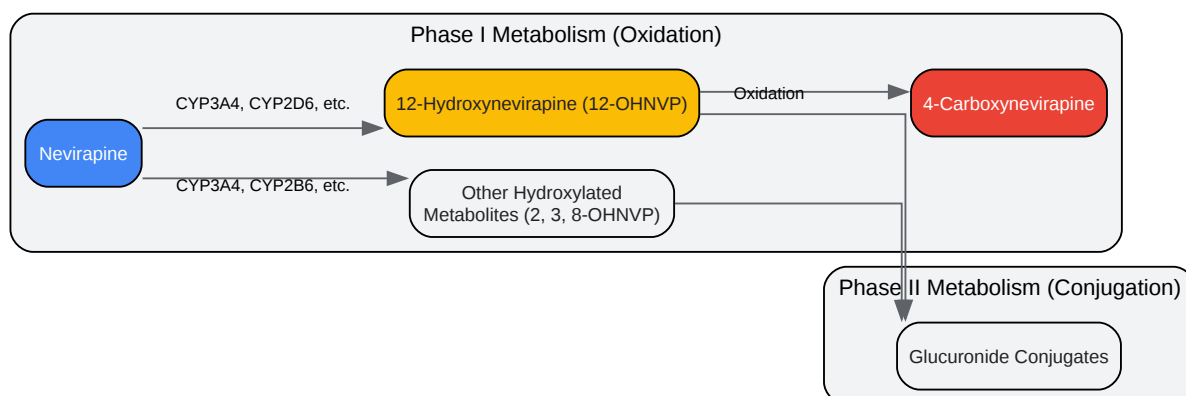 Phase I Metabolism (Oxidation)
CYP3A4, CYP2D6, etc.
12-Hydroxynevirapine (12-OHNVP)
Oxidation
4-Carboxynevirapine
Nevirapine
CYP3A4, CYP2B6, etc.
Other Hydroxylated
Metabolites (2, 3, 8-OHNVP)
Phase II Metabolism (Conjugation)
Glucuronide Conjugates